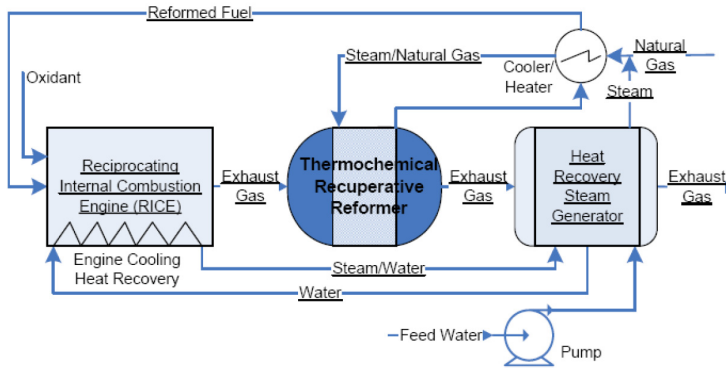 Reformed Fuel
Steam/Natural Gas
Cooler/
Heater
Natural
Gas
Steam
Oxidant
Reciprocating
Internal Combustion
Engine (RICE)
Exhaust
Gas
Thermochemical
Recuperative
Reformer
Exhaust
Gas
Heat
Recovery
Steam
Generator
Exhaust
Gas
Engine Cooling
Heat Recovery
Steam/Water
Water
Feed Water
Pump